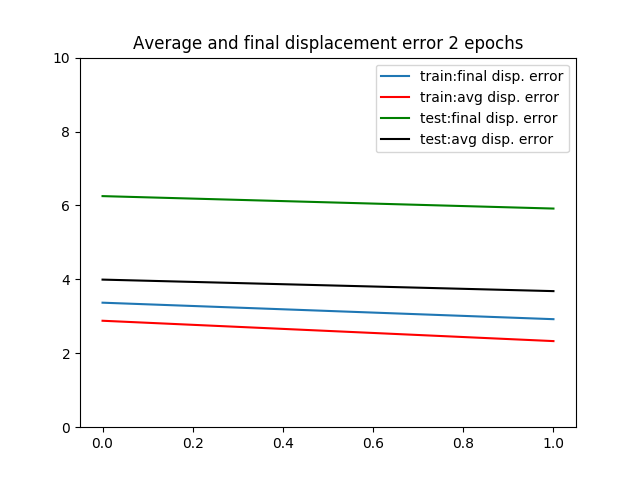 Average and final displacement error 2 epochs
train:final disp. error
train:avg disp. error
test:final disp. error
test:avg disp. error
10
8
6
4
2
0
0.0 0.2 0.4 0.6 0.8 1.0